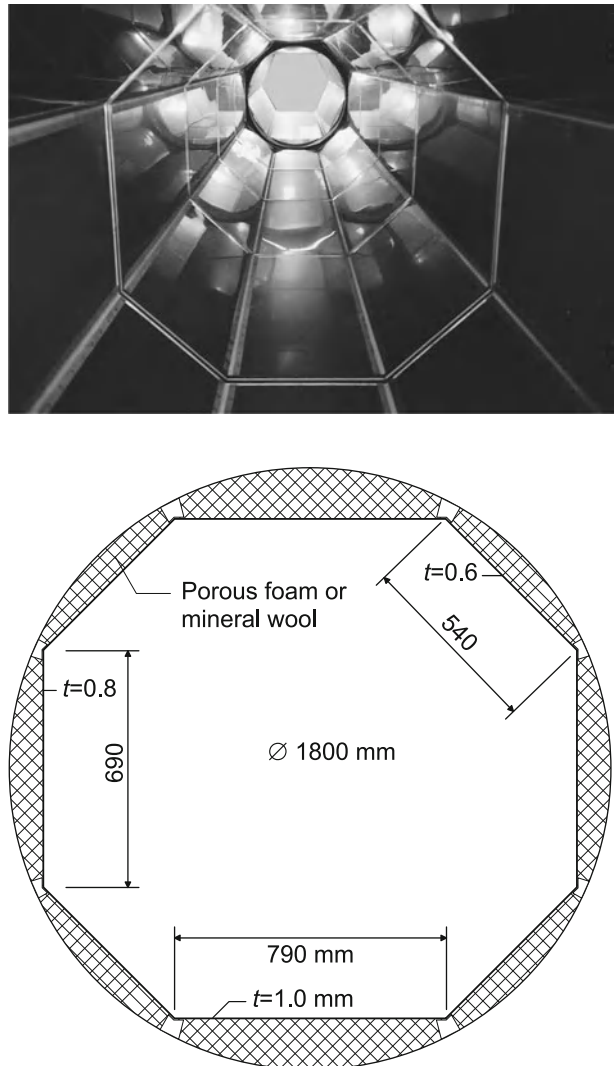 Porous foam or
mineral wool
t=0.6
540
t=0.8
690
Ø 1800 mm
790 mm
t=1.0 mm